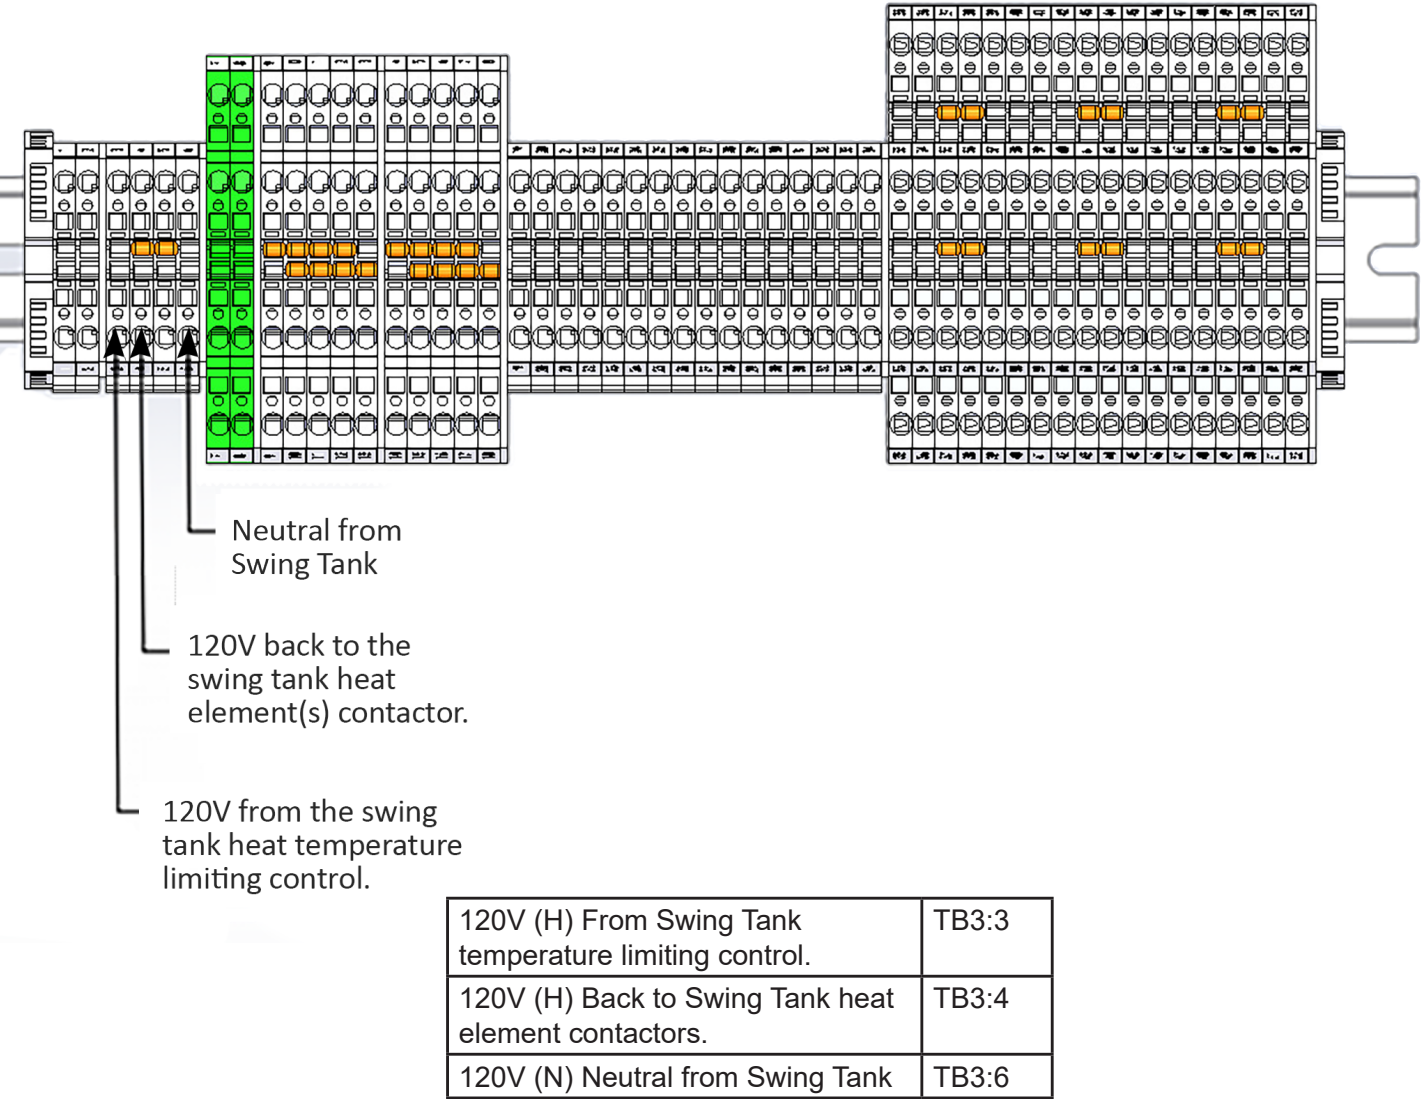 Neutral from
Swing Tank
120V back to the
swing tank heat
element(s) contactor.
120V from the swing
tank heat temperature
limiting control.
120V (H) From Swing Tank
temperature limiting control.
TB3:3
120V (H) Back to Swing Tank heat
element contactors.
TB3:4
120V (N) Neutral from Swing Tank
TB3:6